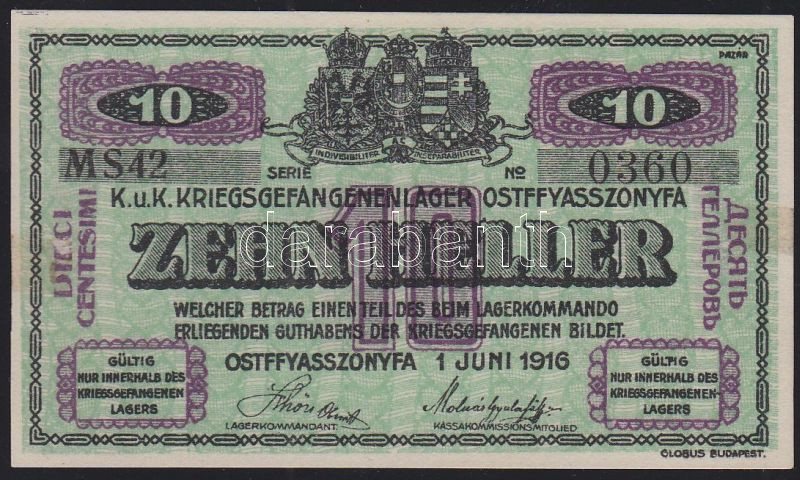 PAZÁR
10
10
INDIVISIBILITER AC INSEPARABILITER
MS42 SERIE № 0360
K.u.K. KRIEGSGEFANGENENLAGER OSTFFYASSZONYFA
10
ZEHN HELLER
darabanth
DIECI
CENTESIMI
ДЕСЯТЬ
ГЕЛЛЕРОВЪ
WELCHER BETRAG EINEN TEIL DES BEIM LAGERKOMMANDO
ERLIEGENDEN GUTHABENS DER KRIEGSGEFANGENEN BILDET.
OSTFFYASSZONYFA 1 JUNI 1916
GÜLTIG
NUR INNERHALB DES
KRIEGSGEFANGENEN
LAGERS
LAGERKOMMANDANT.
KASSAKOMMISSIONSMITGLIED
GÜLTIG
NUR INNERHALB DES
KRIEGSGEFANGENEN-
LAGERS
GLOBUS BUDAPEST.